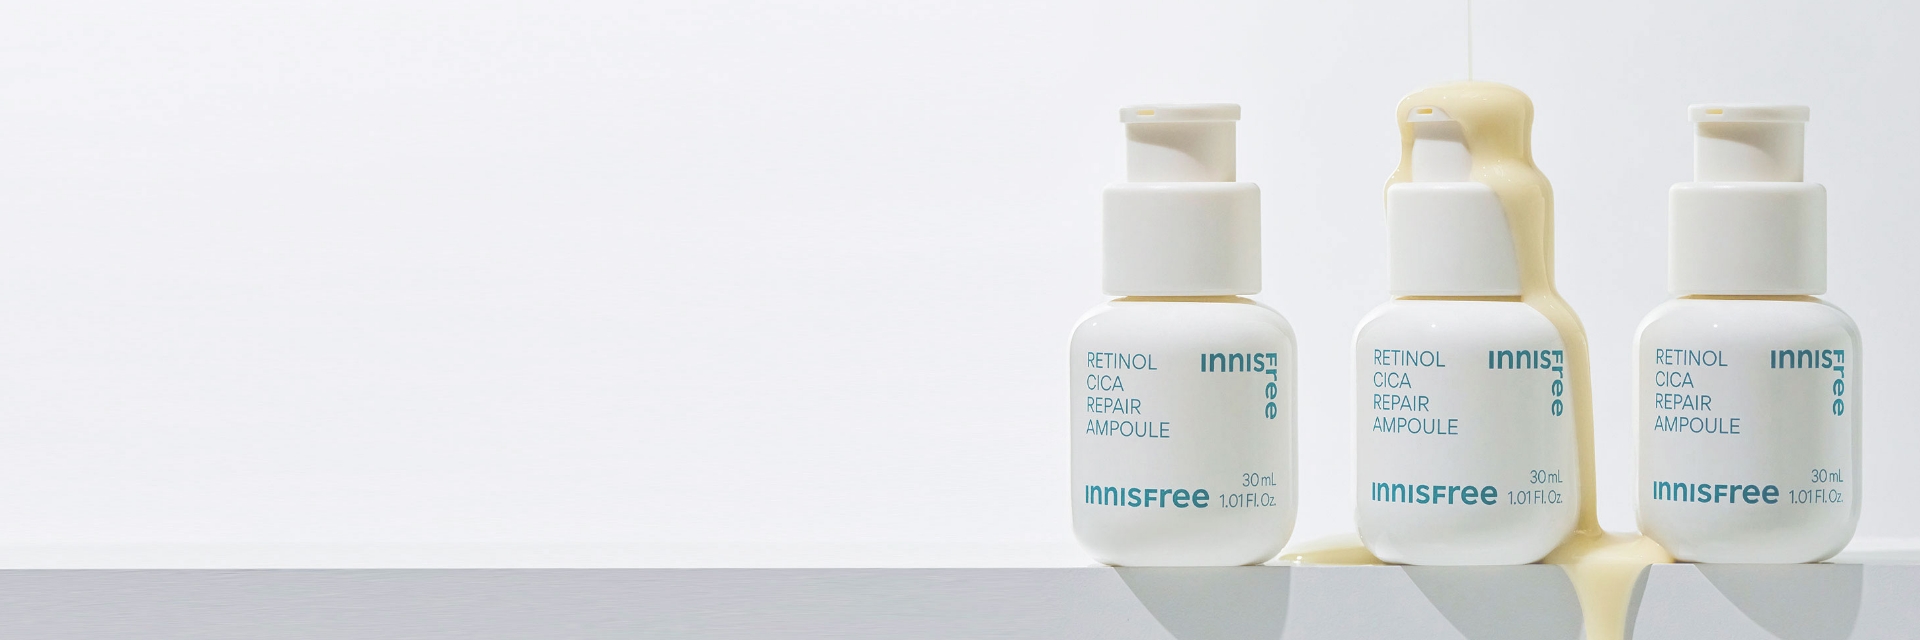 RETINOL
CICA
REPAIR
AMPOULE
INNISFree
INNISFree
30 mL
1.01 Fl. Oz.
RETINOL
CICA
REPAIR
AMPOULE
INNISFree
INNISFree
30 mL
1.01 Fl. Oz.
RETINOL
CICA
REPAIR
AMPOULE
INNISFree
INNISFree
30 mL
1.01 Fl. Oz.